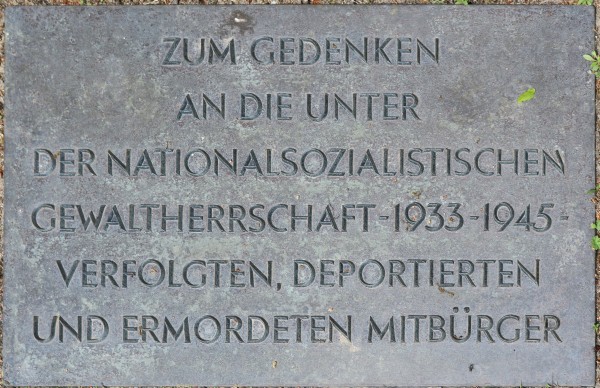 ZUM GEDENKEN
AN DIE UNTER
DER NATIONALSOZIALISTISCHEN
GEWALTHERRSCHAFT-1933-1945-
VERFOLGTEN, DEPORTIERTEN
UND ERMORDETEN MITBÜRGER